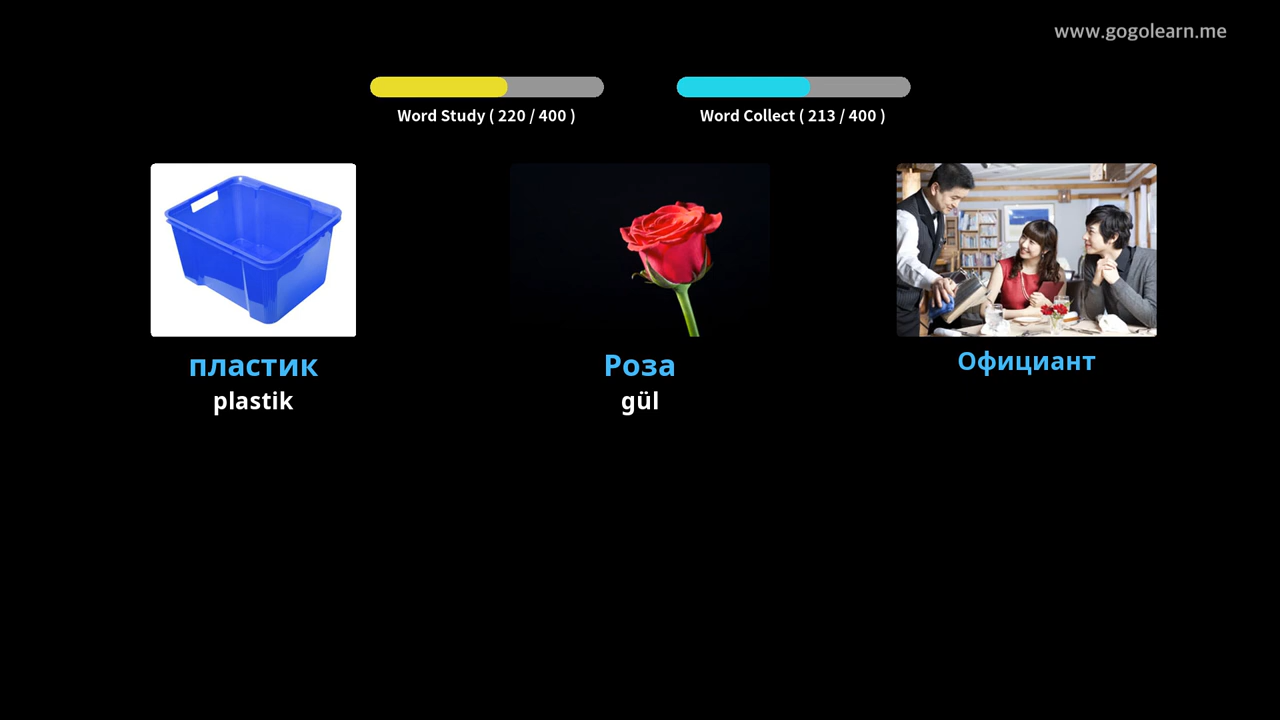 www.gogolearn.me
Word Study ( 220 / 400 )
Word Collect ( 213 / 400 )
пластик
plastik
Роза
gül
Официант